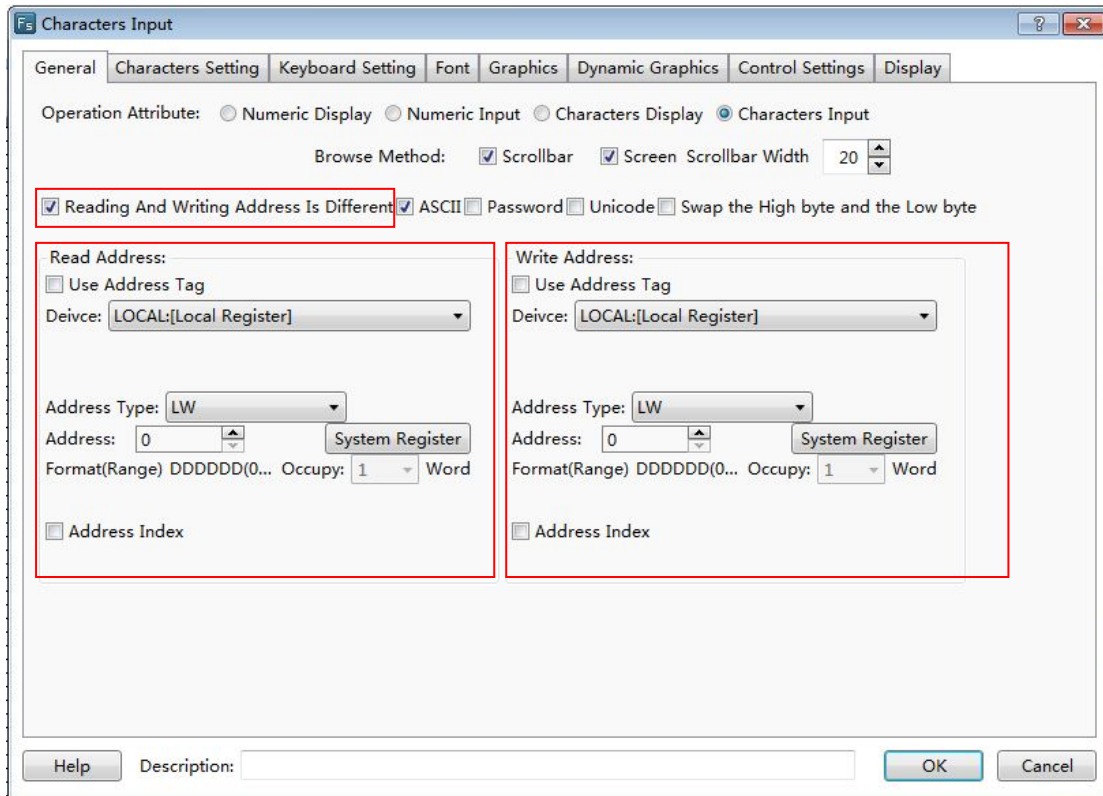 Fs Characters Input
General Characters Setting Keyboard Setting Font Graphics Dynamic Graphics Control Settings Display
Operation Attribute: Numeric Display Numeric Input Characters Display Characters Input
Browse Method: Scrollbar Screen Scrollbar Width 20
Reading And Writing Address Is Different ASCII Password Unicode Swap the High byte and the Low byte
Read Address:
Use Address Tag
Deivce: LOCAL:[Local Register]
Address Type: LW
Address: 0 System Register
Format(Range) DDDDDD(0... Occupy: 1 Word
Address Index
Write Address:
Use Address Tag
Deivce: LOCAL:[Local Register]
Address Type: LW
Address: 0 System Register
Format(Range) DDDDDD(0... Occupy: 1 Word
Address Index
Help Description: OK Cancel